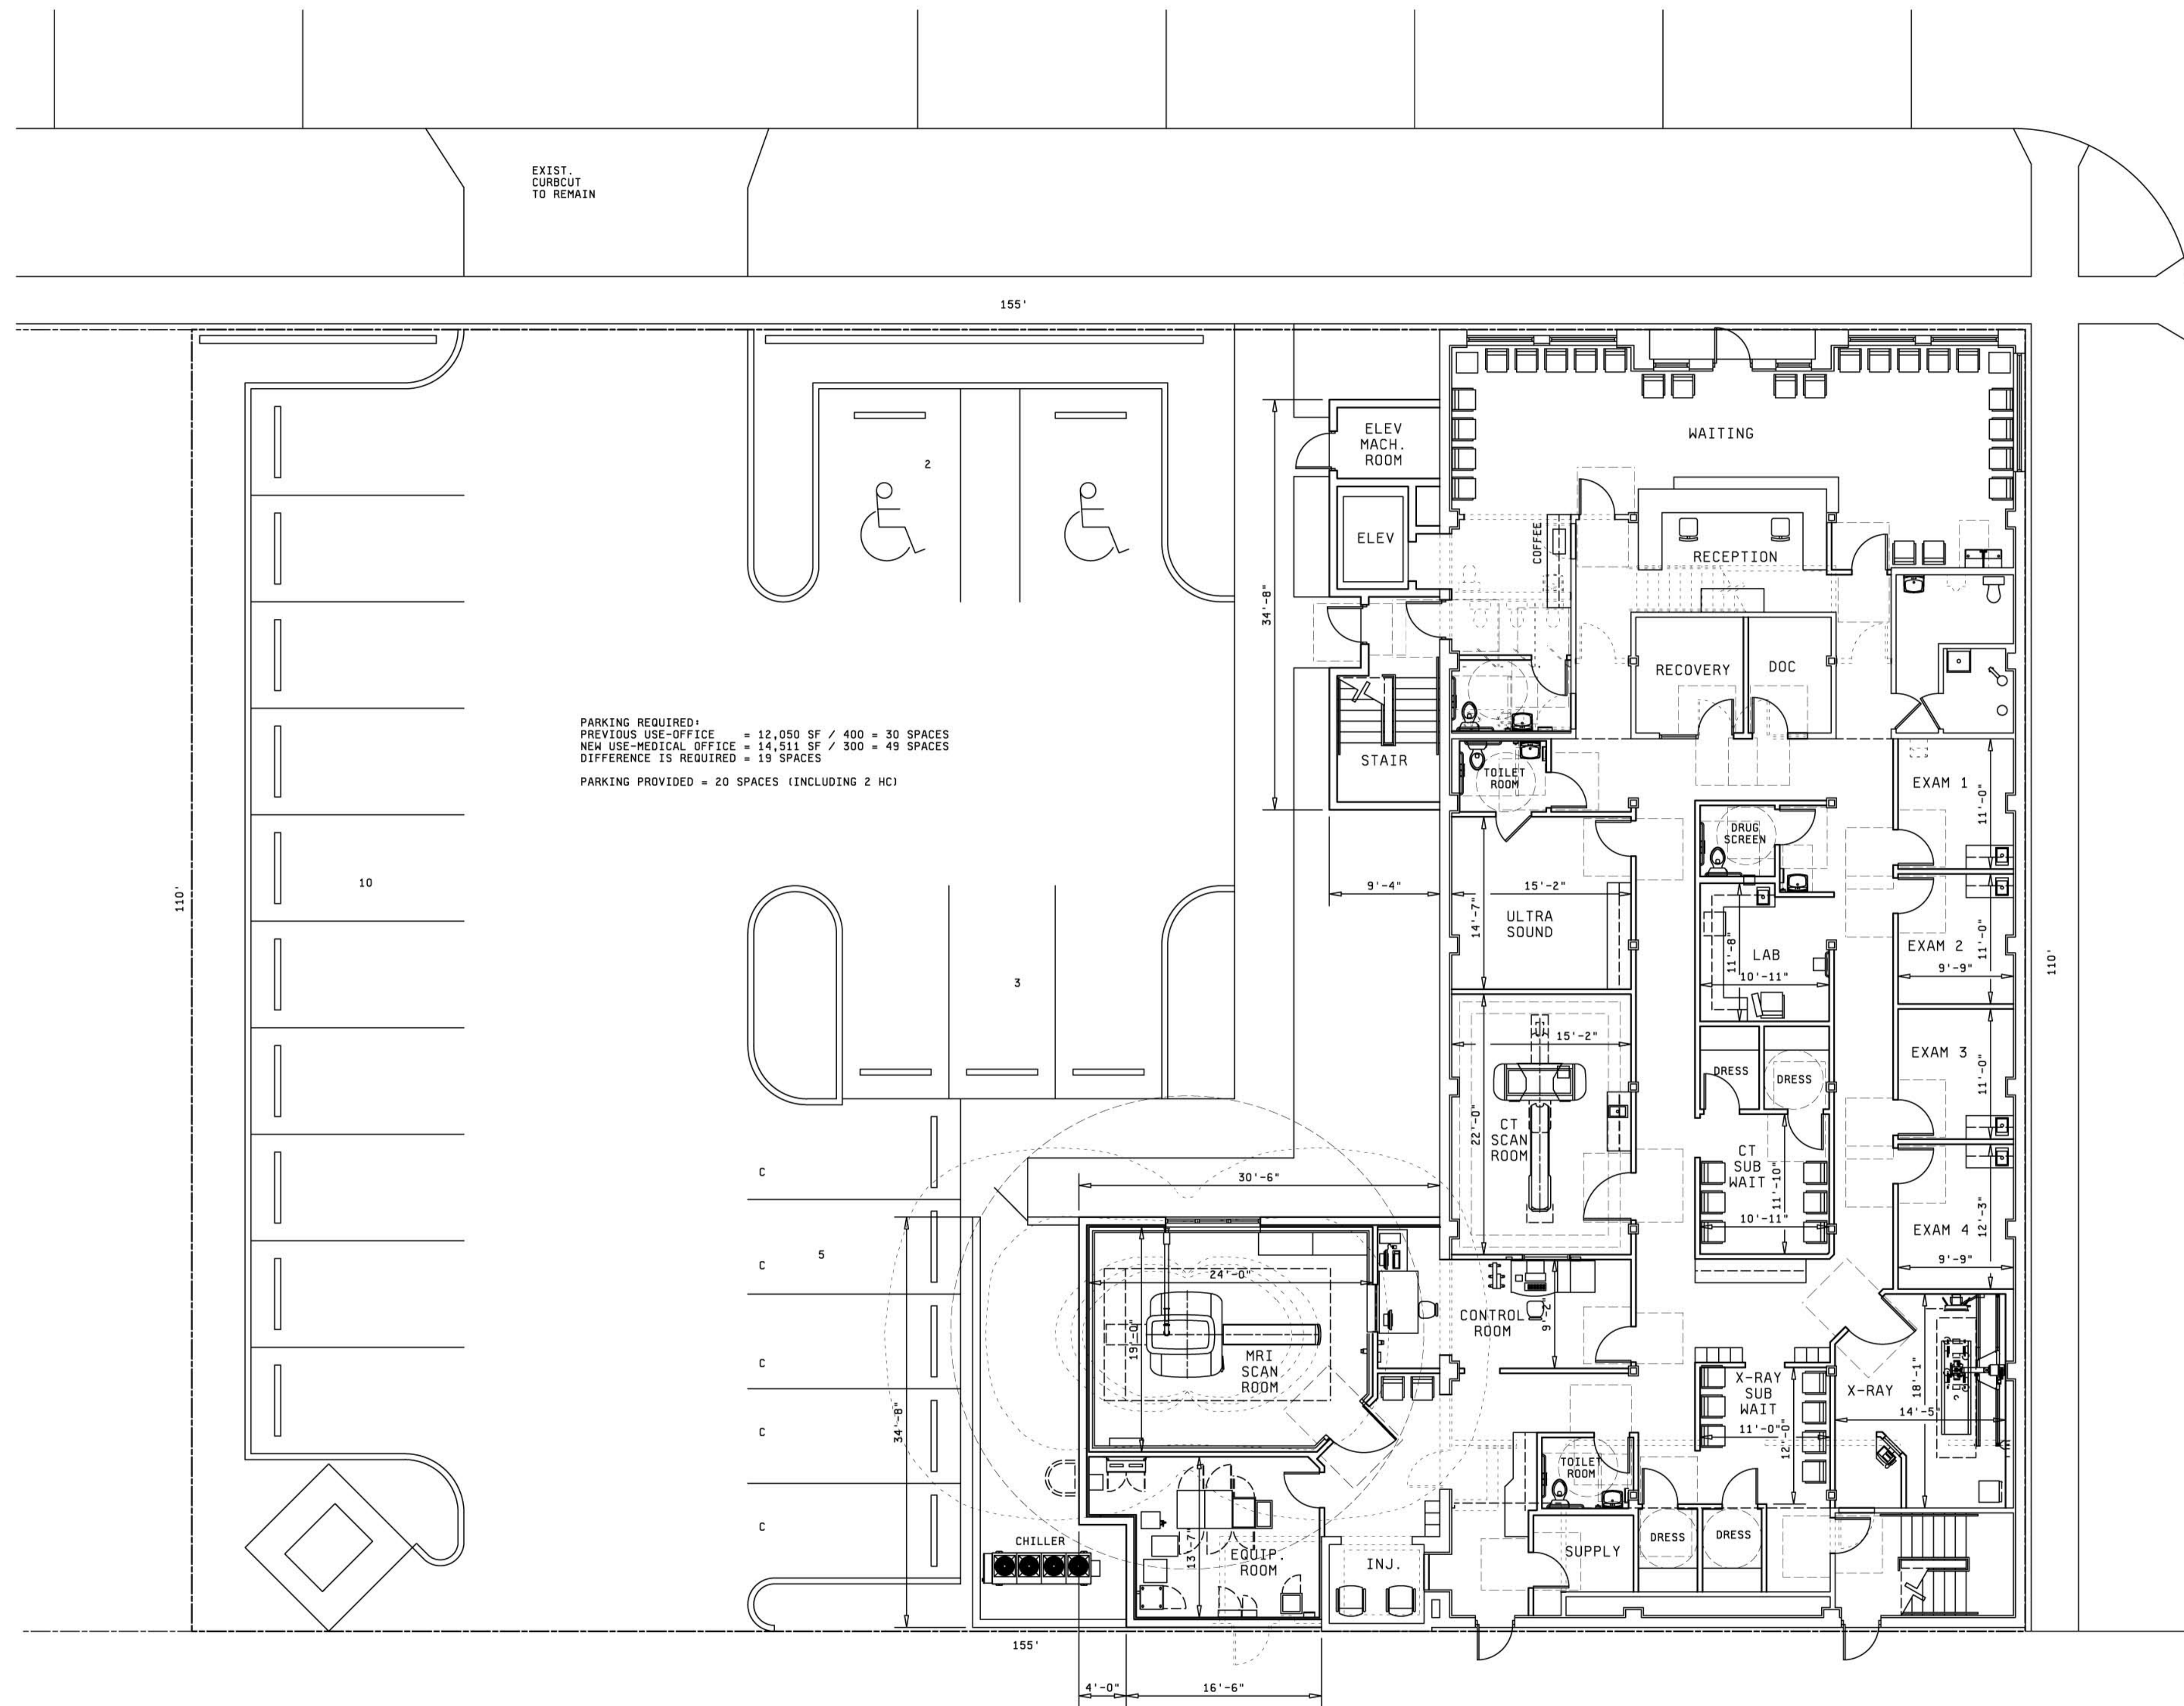 EXIST.
CURBCUT
TO REMAIN
155'
WAITING
ELEV
MACH.
ROOM
2
ELEV
COFFEE
RECEPTION
34'-8"
RECOVERY
DOC
PARKING REQUIRED:
PREVIOUS USE-OFFICE = 12,050 SF / 400 = 30 SPACES
NEW USE-MEDICAL OFFICE = 14,511 SF / 300 = 49 SPACES
DIFFERENCE IS REQUIRED = 19 SPACES
PARKING PROVIDED = 20 SPACES (INCLUDING 2 HC)
STAIR
TOILET
ROOM
EXAM 1
11'-0"
DRUG
SCREEN
10
110'
9'-4"
15'-2"
14'-7"
ULTRA
SOUND
LAB
11'-8"
10'-11"
EXAM 2
11'-0"
9'-9"
110'
3
15'-2"
EXAM 3
11'-0"
DRESS
DRESS
22'-0"
CT
SCAN
ROOM
CT
SUB
WAIT
11'-10"
10'-11"
C
30'-6"
EXAM 4
12'-3"
9'-9"
5
C
24'-0"
CONTROL
ROOM
9'-2"
19'-0"
MRI
SCAN
ROOM
C
X-RAY
SUB
WAIT
11'-0"
12'-0"
X-RAY
18'-1"
14'-5"
34'-8"
C
TOILET
ROOM
C
CHILLER
13'-7"
EQUIP.
ROOM
INJ.
SUPPLY
DRESS
DRESS
155'
4'-0"
16'-6"